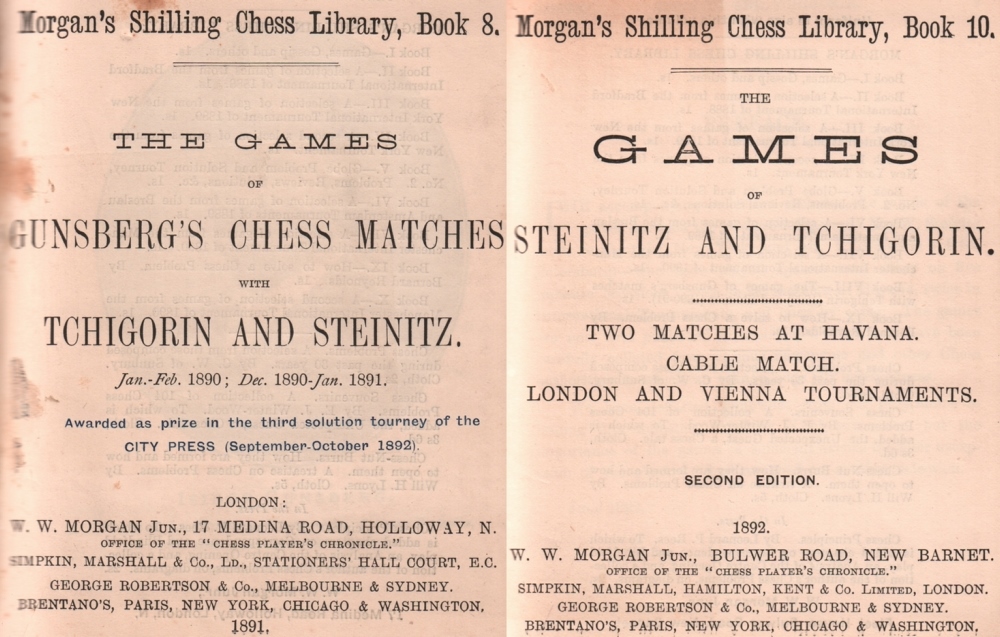 Morgan's Shilling Chess Library, Book 8.
THE GAMES
OF
GUNSBERG'S CHESS MATCHES
WITH
TCHIGORIN AND STEINITZ.
Jan.-Feb. 1890; Dec. 1890-Jan. 1891.
Awarded as prize in the third solution tourney of the
CITY PRESS (September-October 1892).
LONDON:
W. W. MORGAN Jun., 17 MEDINA ROAD, HOLLOWAY, N.
OFFICE OF THE "CHESS PLAYER'S CHRONICLE."
SIMPKIN, MARSHALL & Co., Ld., STATIONERS' HALL COURT, E.C.
GEORGE ROBERTSON & Co., MELBOURNE & SYDNEY.
BRENTANO'S, PARIS, NEW YORK, CHICAGO & WASHINGTON.
1891.
Morgan's Shilling Chess Library, Book 10.
THE
GAMES
OF
STEINITZ AND TCHIGORIN.
TWO MATCHES AT HAVANA.
CABLE MATCH.
LONDON AND VIENNA TOURNAMENTS.
SECOND EDITION.
1892.
W. W. MORGAN Jun., BULWER ROAD, NEW BARNET.
OFFICE OF THE "CHESS PLAYER'S CHRONICLE."
SIMPKIN, MARSHALL, HAMILTON, KENT & Co. Limited, LONDON.
GEORGE ROBERTSON & Co., MELBOURNE & SYDNEY.
BRENTANO'S, PARIS, NEW YORK, CHICAGO & WASHINGTON,